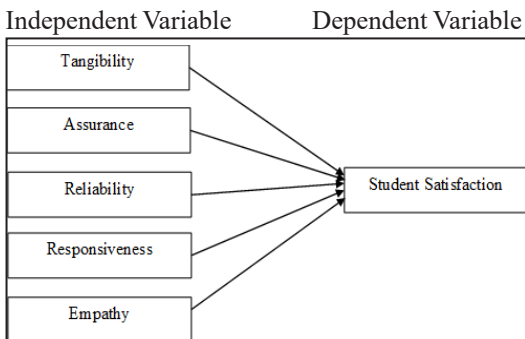 Independent Variable Dependent Variable
Tangibility
Assurance
Reliability
Student Satisfaction
Responsiveness
Empathy